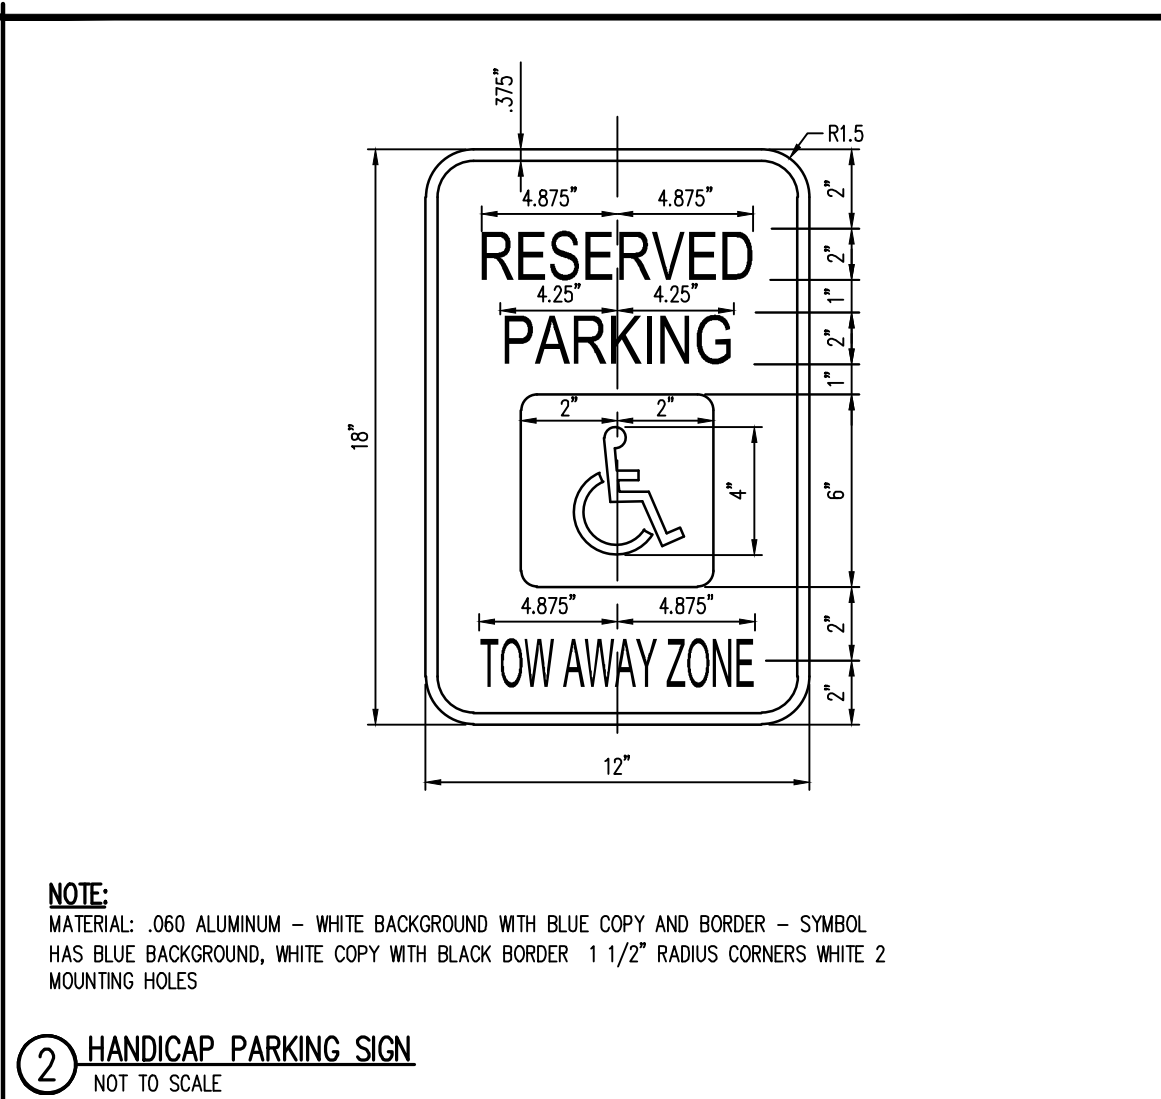 .375"
R1.5
4.875" 4.875"
2"
RESERVED
2"
4.25" 4.25"
1"
PARKING
2"
1"
2" 2"
18"
4"
6"
4.875" 4.875"
2"
TOW AWAY ZONE
2"
12"
NOTE:
MATERIAL: .060 ALUMINUM – WHITE BACKGROUND WITH BLUE COPY AND BORDER – SYMBOL
HAS BLUE BACKGROUND, WHITE COPY WITH BLACK BORDER 1 1/2" RADIUS CORNERS WHITE 2
MOUNTING HOLES
2 HANDICAP PARKING SIGN
NOT TO SCALE